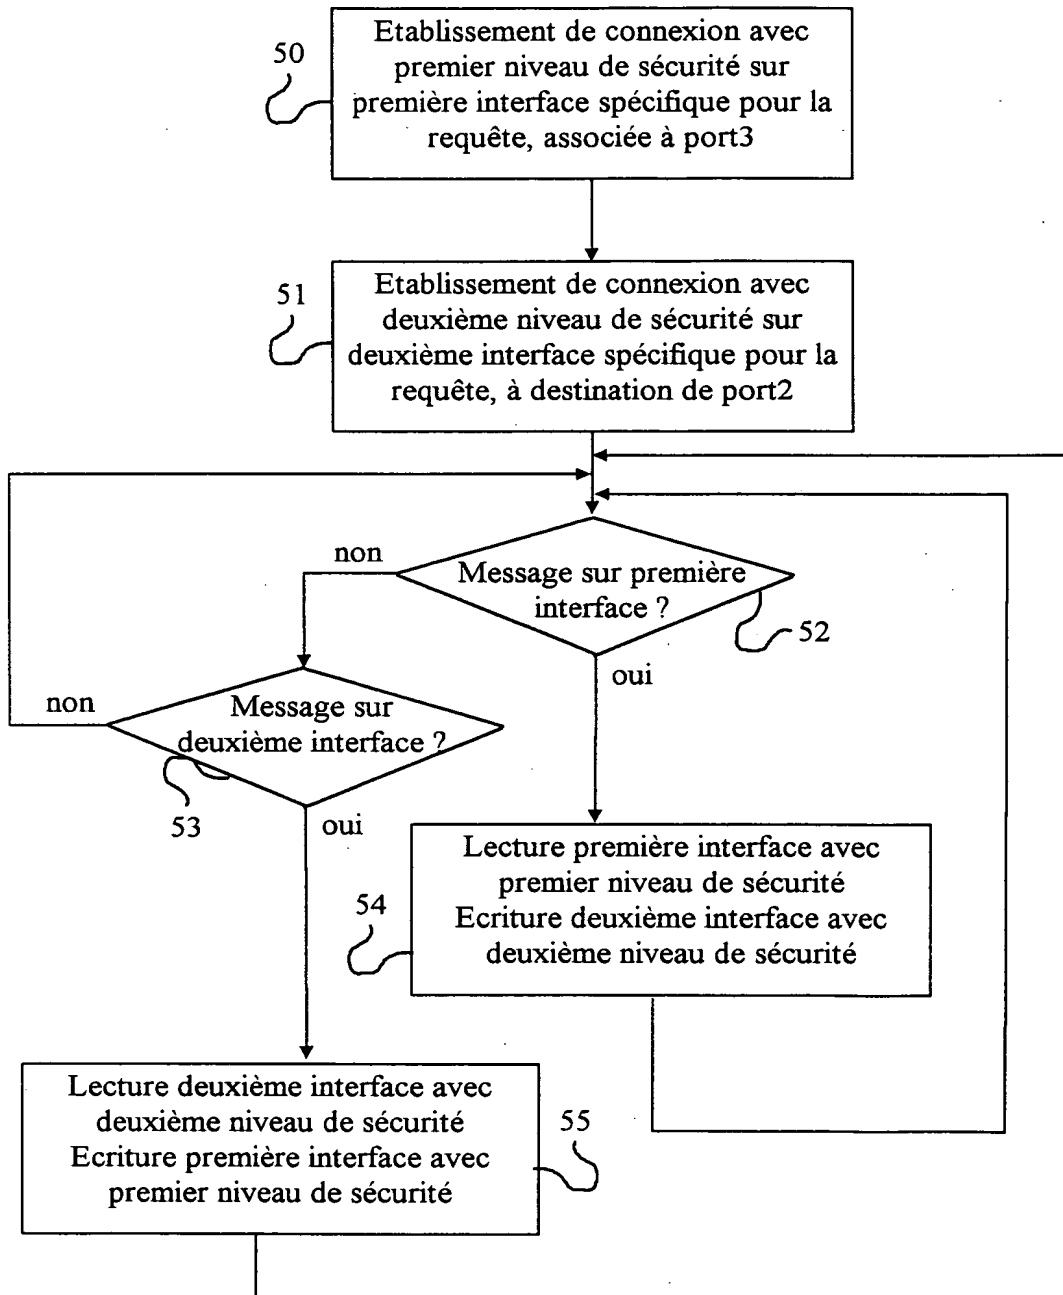 Etablissement de connexion avec
premier niveau de sécurité sur
première interface spécifique pour la
requête, associée à port3
50
Etablissement de connexion avec
deuxième niveau de sécurité sur
deuxième interface spécifique pour la
requête, à destination de port2
51
non
Message sur première
interface ?
52
oui
non
Message sur
deuxième interface ?
53
oui
Lecture première interface avec
premier niveau de sécurité
Ecriture deuxième interface avec
deuxième niveau de sécurité
54
Lecture deuxième interface avec
deuxième niveau de sécurité
Ecriture première interface avec
premier niveau de sécurité
55